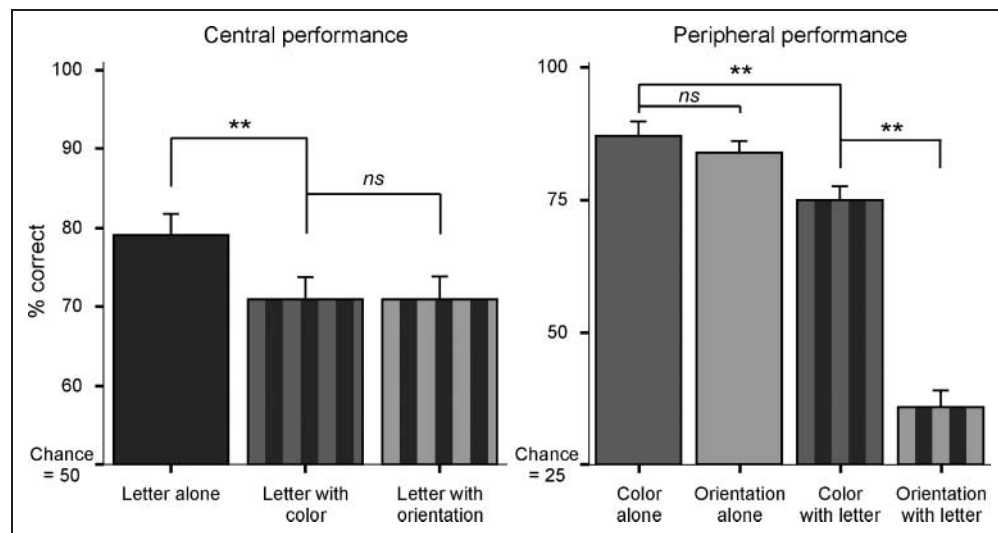 Central performance
100
90
80
70
60
Chance
= 50
% correct
**
ns
Letter alone
Letter with
color
Letter with
orientation
Peripheral performance
100
75
50
Chance
= 25
**
ns
**
Color
alone
Orientation
alone
Color
with letter
Orientation
with letter